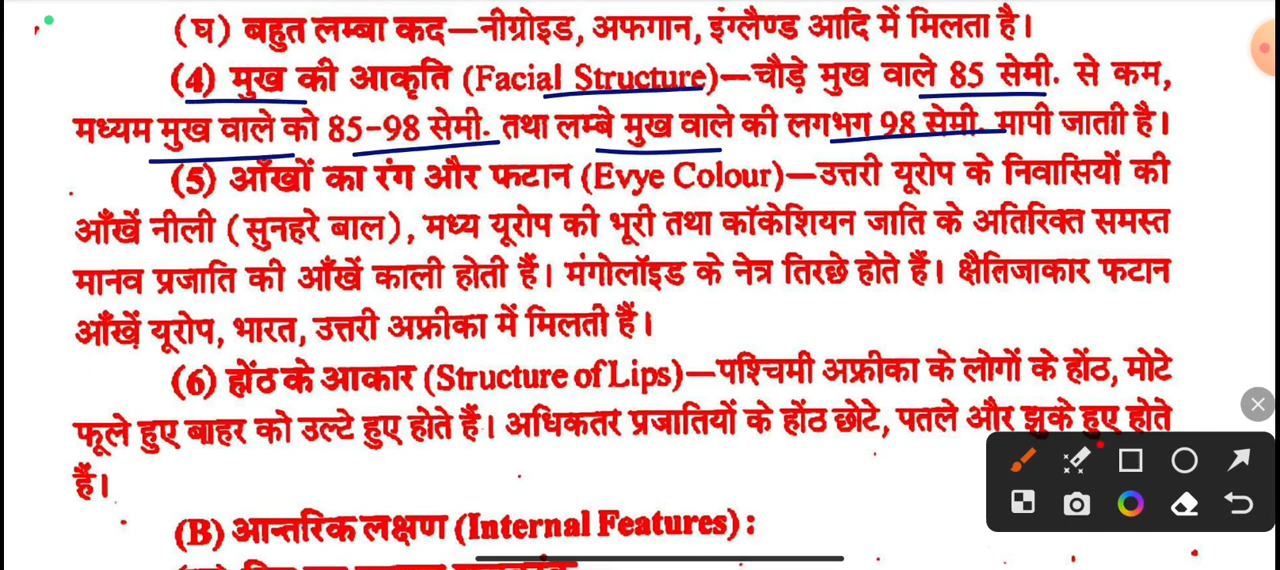 (घ) बहुत लम्बा कद—नीग्रोइड, अफगान, इंग्लैण्ड आदि में मिलता है।
(4) मुख की आकृति (Facial Structure)—चौड़े मुख वाले 85 सेमी. से कम,
मध्यम मुख वाले को 85-98 सेमी. तथा लम्बे मुख वाले की लगभग 98 सेमी. मापी जाताी है।
(5) आँखों का रंग और फटान (Evye Colour)—उत्तरी यूरोप के निवासियों की
आँखें नीली (सुनहरे बाल), मध्य यूरोप की भूरी तथा कॉकेशियन जाति के अतिरिक्त समस्त
मानव प्रजाति की आँखें काली होती हैं। मंगोलॉइड के नेत्र तिरछे होते हैं। क्षैतिजाकार फटान
आँखें यूरोप, भारत, उत्तरी अफ्रीका में मिलती हैं।
(6) होंठ के आकार (Structure of Lips)—पश्चिमी अफ्रीका के लोगों के होंठ, मोटे
फूले हुए बाहर को उल्टे हुए होते हैं। अधिकतर प्रजातियों के होंठ छोटे, पतले और झुके हुए होते
हैं।
(B) आन्तरिक लक्षण (Internal Features) :